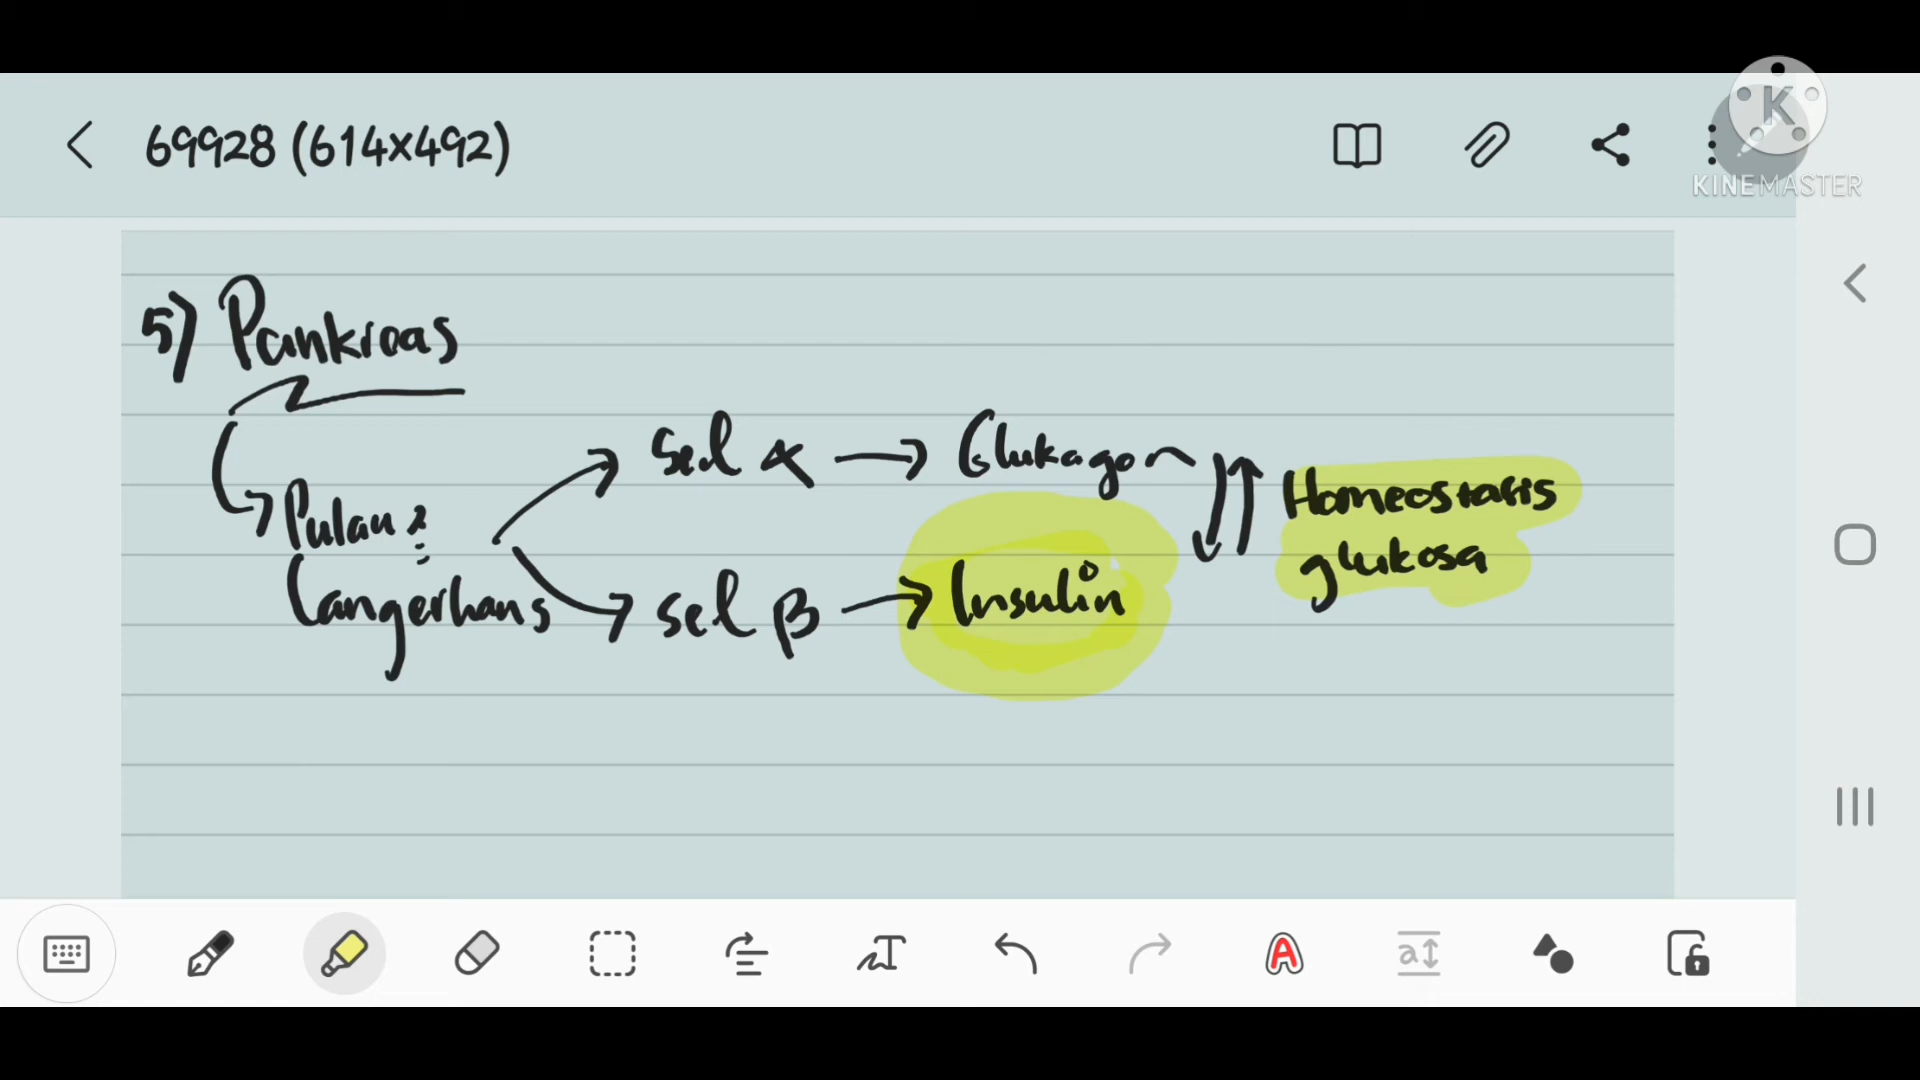 69928 (614x492)
KINEMASTER
5) Pankreas
Pulau2 Langerhans
sel α → Glukagon
sel β → Insulin
Homeostasis
glukosa